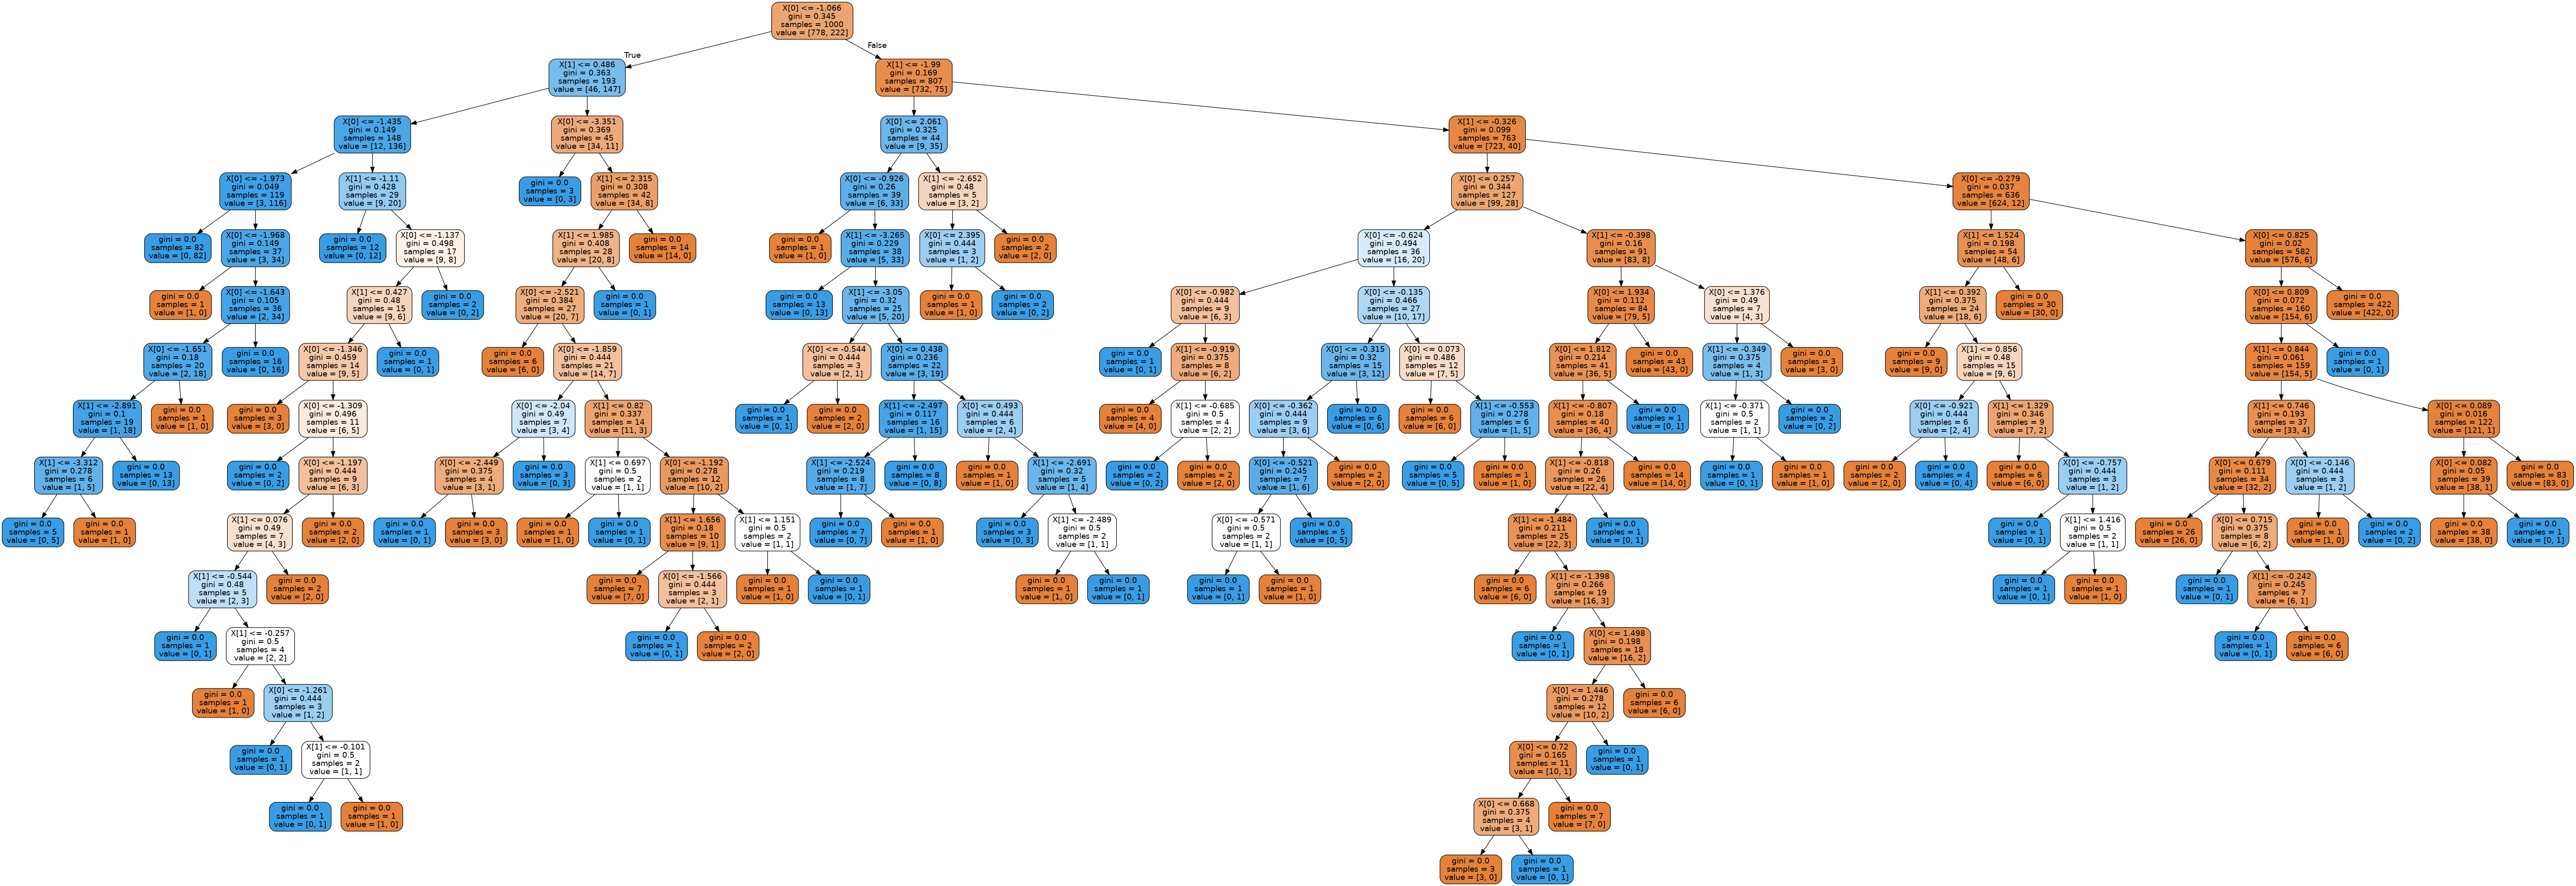 X[0] <= -1.066
gini = 0.345
samples = 1000
value = [778, 222]
True
False
X[1] <= 0.486
gini = 0.363
samples = 193
value = [46, 147]
X[1] <= -1.99
gini = 0.169
samples = 807
value = [732, 75]
X[0] <= -1.435
gini = 0.149
samples = 148
value = [12, 136]
X[0] <= -3.351
gini = 0.369
samples = 45
value = [34, 11]
X[0] <= 2.061
gini = 0.325
samples = 44
value = [9, 35]
X[1] <= -0.326
gini = 0.099
samples = 763
value = [723, 40]
X[0] <= -1.973
gini = 0.049
samples = 119
value = [3, 116]
X[1] <= -1.11
gini = 0.428
samples = 29
value = [9, 20]
gini = 0.0
samples = 3
value = [0, 3]
X[1] <= 2.315
gini = 0.308
samples = 42
value = [34, 8]
X[0] <= -0.926
gini = 0.26
samples = 39
value = [6, 33]
X[1] <= -2.652
gini = 0.48
samples = 5
value = [3, 2]
X[0] <= 0.257
gini = 0.344
samples = 127
value = [99, 28]
X[0] <= -0.279
gini = 0.037
samples = 636
value = [624, 12]
gini = 0.0
samples = 82
value = [0, 82]
X[0] <= -1.968
gini = 0.149
samples = 37
value = [3, 34]
gini = 0.0
samples = 12
value = [0, 12]
X[0] <= -1.137
gini = 0.498
samples = 17
value = [9, 8]
X[1] <= 1.985
gini = 0.408
samples = 28
value = [20, 8]
gini = 0.0
samples = 14
value = [14, 0]
gini = 0.0
samples = 1
value = [1, 0]
X[1] <= -3.265
gini = 0.229
samples = 38
value = [5, 33]
X[0] <= 2.395
gini = 0.444
samples = 3
value = [1, 2]
gini = 0.0
samples = 2
value = [2, 0]
X[0] <= -0.624
gini = 0.494
samples = 36
value = [16, 20]
X[1] <= -0.398
gini = 0.16
samples = 91
value = [83, 8]
X[1] <= 1.524
gini = 0.198
samples = 54
value = [48, 6]
X[0] <= 0.825
gini = 0.02
samples = 582
value = [576, 6]
gini = 0.0
samples = 1
value = [1, 0]
X[0] <= -1.643
gini = 0.105
samples = 36
value = [2, 34]
X[1] <= 0.427
gini = 0.48
samples = 15
value = [9, 6]
gini = 0.0
samples = 2
value = [0, 2]
X[0] <= -2.521
gini = 0.384
samples = 27
value = [20, 7]
gini = 0.0
samples = 1
value = [0, 1]
gini = 0.0
samples = 13
value = [0, 13]
X[1] <= -3.05
gini = 0.32
samples = 25
value = [5, 20]
gini = 0.0
samples = 1
value = [1, 0]
gini = 0.0
samples = 2
value = [0, 2]
X[0] <= -0.982
gini = 0.444
samples = 9
value = [6, 3]
X[0] <= -0.135
gini = 0.466
samples = 27
value = [10, 17]
X[0] <= 1.934
gini = 0.112
samples = 84
value = [79, 5]
X[0] <= 1.376
gini = 0.49
samples = 7
value = [4, 3]
X[1] <= 0.392
gini = 0.375
samples = 24
value = [18, 6]
gini = 0.0
samples = 30
value = [30, 0]
X[0] <= 0.809
gini = 0.072
samples = 160
value = [154, 6]
gini = 0.0
samples = 422
value = [422, 0]
X[0] <= -1.651
gini = 0.18
samples = 20
value = [2, 18]
gini = 0.0
samples = 16
value = [0, 16]
X[0] <= -1.346
gini = 0.459
samples = 14
value = [9, 5]
gini = 0.0
samples = 1
value = [0, 1]
gini = 0.0
samples = 6
value = [6, 0]
X[0] <= -1.859
gini = 0.444
samples = 21
value = [14, 7]
X[0] <= -0.544
gini = 0.444
samples = 3
value = [2, 1]
X[0] <= 0.438
gini = 0.236
samples = 22
value = [3, 19]
gini = 0.0
samples = 1
value = [0, 1]
X[1] <= -0.919
gini = 0.375
samples = 8
value = [6, 2]
X[0] <= -0.315
gini = 0.32
samples = 15
value = [3, 12]
X[0] <= 0.073
gini = 0.486
samples = 12
value = [7, 5]
X[0] <= 1.812
gini = 0.214
samples = 41
value = [36, 5]
gini = 0.0
samples = 43
value = [43, 0]
X[1] <= -0.349
gini = 0.375
samples = 4
value = [1, 3]
gini = 0.0
samples = 3
value = [3, 0]
gini = 0.0
samples = 9
value = [9, 0]
X[1] <= 0.856
gini = 0.48
samples = 15
value = [9, 6]
X[1] <= 0.844
gini = 0.061
samples = 159
value = [154, 5]
gini = 0.0
samples = 1
value = [0, 1]
X[1] <= -2.891
gini = 0.1
samples = 19
value = [1, 18]
gini = 0.0
samples = 1
value = [1, 0]
gini = 0.0
samples = 3
value = [3, 0]
X[0] <= -1.309
gini = 0.496
samples = 11
value = [6, 5]
X[0] <= -2.04
gini = 0.49
samples = 7
value = [3, 4]
X[1] <= 0.82
gini = 0.337
samples = 14
value = [11, 3]
gini = 0.0
samples = 1
value = [0, 1]
gini = 0.0
samples = 2
value = [2, 0]
X[1] <= -2.497
gini = 0.117
samples = 16
value = [1, 15]
X[0] <= 0.493
gini = 0.444
samples = 6
value = [2, 4]
gini = 0.0
samples = 4
value = [4, 0]
X[1] <= -0.685
gini = 0.5
samples = 4
value = [2, 2]
X[0] <= -0.362
gini = 0.444
samples = 9
value = [3, 6]
gini = 0.0
samples = 6
value = [0, 6]
gini = 0.0
samples = 6
value = [6, 0]
X[1] <= -0.553
gini = 0.278
samples = 6
value = [1, 5]
X[1] <= -0.807
gini = 0.18
samples = 40
value = [36, 4]
gini = 0.0
samples = 1
value = [0, 1]
X[1] <= -0.371
gini = 0.5
samples = 2
value = [1, 1]
gini = 0.0
samples = 2
value = [0, 2]
X[0] <= -0.921
gini = 0.444
samples = 6
value = [2, 4]
X[1] <= 1.329
gini = 0.346
samples = 9
value = [7, 2]
X[1] <= 0.746
gini = 0.193
samples = 37
value = [33, 4]
X[0] <= 0.089
gini = 0.016
samples = 122
value = [121, 1]
X[1] <= -3.312
gini = 0.278
samples = 6
value = [1, 5]
gini = 0.0
samples = 13
value = [0, 13]
gini = 0.0
samples = 2
value = [0, 2]
X[0] <= -1.197
gini = 0.444
samples = 9
value = [6, 3]
X[0] <= -2.449
gini = 0.375
samples = 4
value = [3, 1]
gini = 0.0
samples = 3
value = [0, 3]
X[1] <= 0.697
gini = 0.5
samples = 2
value = [1, 1]
X[0] <= -1.192
gini = 0.278
samples = 12
value = [10, 2]
X[1] <= -2.524
gini = 0.219
samples = 8
value = [1, 7]
gini = 0.0
samples = 8
value = [0, 8]
gini = 0.0
samples = 1
value = [1, 0]
X[1] <= -2.691
gini = 0.32
samples = 5
value = [1, 4]
gini = 0.0
samples = 2
value = [0, 2]
gini = 0.0
samples = 2
value = [2, 0]
X[0] <= -0.521
gini = 0.245
samples = 7
value = [1, 6]
gini = 0.0
samples = 2
value = [2, 0]
gini = 0.0
samples = 5
value = [0, 5]
gini = 0.0
samples = 1
value = [1, 0]
X[1] <= -0.818
gini = 0.26
samples = 26
value = [22, 4]
gini = 0.0
samples = 14
value = [14, 0]
gini = 0.0
samples = 1
value = [0, 1]
gini = 0.0
samples = 1
value = [1, 0]
gini = 0.0
samples = 2
value = [2, 0]
gini = 0.0
samples = 4
value = [0, 4]
gini = 0.0
samples = 6
value = [6, 0]
X[0] <= -0.757
gini = 0.444
samples = 3
value = [1, 2]
X[0] <= 0.679
gini = 0.111
samples = 34
value = [32, 2]
X[0] <= -0.146
gini = 0.444
samples = 3
value = [1, 2]
X[0] <= 0.082
gini = 0.05
samples = 39
value = [38, 1]
gini = 0.0
samples = 83
value = [83, 0]
gini = 0.0
samples = 5
value = [0, 5]
gini = 0.0
samples = 1
value = [1, 0]
X[1] <= 0.076
gini = 0.49
samples = 7
value = [4, 3]
gini = 0.0
samples = 2
value = [2, 0]
gini = 0.0
samples = 1
value = [0, 1]
gini = 0.0
samples = 3
value = [3, 0]
gini = 0.0
samples = 1
value = [1, 0]
gini = 0.0
samples = 1
value = [0, 1]
X[1] <= 1.656
gini = 0.18
samples = 10
value = [9, 1]
X[1] <= 1.151
gini = 0.5
samples = 2
value = [1, 1]
gini = 0.0
samples = 7
value = [0, 7]
gini = 0.0
samples = 1
value = [1, 0]
gini = 0.0
samples = 3
value = [0, 3]
X[1] <= -2.489
gini = 0.5
samples = 2
value = [1, 1]
X[0] <= -0.571
gini = 0.5
samples = 2
value = [1, 1]
gini = 0.0
samples = 5
value = [0, 5]
X[1] <= -1.484
gini = 0.211
samples = 25
value = [22, 3]
gini = 0.0
samples = 1
value = [0, 1]
gini = 0.0
samples = 1
value = [0, 1]
X[1] <= 1.416
gini = 0.5
samples = 2
value = [1, 1]
gini = 0.0
samples = 26
value = [26, 0]
X[0] <= 0.715
gini = 0.375
samples = 8
value = [6, 2]
gini = 0.0
samples = 1
value = [1, 0]
gini = 0.0
samples = 2
value = [0, 2]
gini = 0.0
samples = 38
value = [38, 0]
gini = 0.0
samples = 1
value = [0, 1]
X[1] <= -0.544
gini = 0.48
samples = 5
value = [2, 3]
gini = 0.0
samples = 2
value = [2, 0]
gini = 0.0
samples = 7
value = [7, 0]
X[0] <= -1.566
gini = 0.444
samples = 3
value = [2, 1]
gini = 0.0
samples = 1
value = [1, 0]
gini = 0.0
samples = 1
value = [0, 1]
gini = 0.0
samples = 1
value = [1, 0]
gini = 0.0
samples = 1
value = [0, 1]
gini = 0.0
samples = 1
value = [0, 1]
gini = 0.0
samples = 1
value = [1, 0]
gini = 0.0
samples = 6
value = [6, 0]
X[1] <= -1.398
gini = 0.266
samples = 19
value = [16, 3]
gini = 0.0
samples = 1
value = [0, 1]
gini = 0.0
samples = 1
value = [1, 0]
gini = 0.0
samples = 1
value = [0, 1]
X[1] <= -0.242
gini = 0.245
samples = 7
value = [6, 1]
gini = 0.0
samples = 1
value = [0, 1]
X[1] <= -0.257
gini = 0.5
samples = 4
value = [2, 2]
gini = 0.0
samples = 1
value = [0, 1]
gini = 0.0
samples = 2
value = [2, 0]
gini = 0.0
samples = 1
value = [0, 1]
X[0] <= 1.498
gini = 0.198
samples = 18
value = [16, 2]
gini = 0.0
samples = 1
value = [0, 1]
gini = 0.0
samples = 6
value = [6, 0]
gini = 0.0
samples = 1
value = [1, 0]
X[0] <= -1.261
gini = 0.444
samples = 3
value = [1, 2]
X[0] <= 1.446
gini = 0.278
samples = 12
value = [10, 2]
gini = 0.0
samples = 6
value = [6, 0]
gini = 0.0
samples = 1
value = [0, 1]
X[1] <= -0.101
gini = 0.5
samples = 2
value = [1, 1]
X[0] <= 0.72
gini = 0.165
samples = 11
value = [10, 1]
gini = 0.0
samples = 1
value = [0, 1]
gini = 0.0
samples = 1
value = [0, 1]
gini = 0.0
samples = 1
value = [1, 0]
X[0] <= 0.668
gini = 0.375
samples = 4
value = [3, 1]
gini = 0.0
samples = 7
value = [7, 0]
gini = 0.0
samples = 3
value = [3, 0]
gini = 0.0
samples = 1
value = [0, 1]